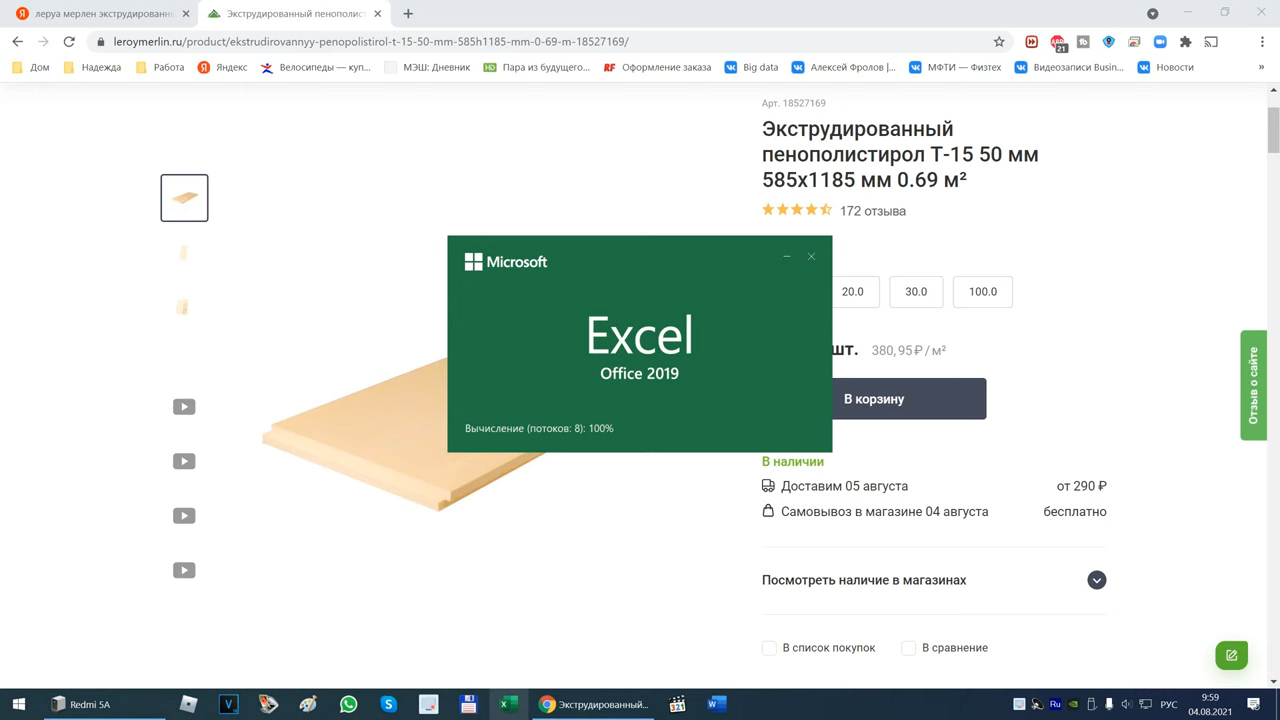 леруа мерлен экструдированн
Экструдированный пенополист
leroymerlin.ru/product/ekstrudirovannyy-penopolistirol-t-15-50-mm-585h1185-mm-0-69-m-18527169/
21
Дом
Надежда
Работа
Яндекс
Велосипеды — куп...
МЭШ: Дневник
HD
Пара из будущего...
RF
Оформление заказа
Big data
Алексей Фролов |...
МФТИ — Физтех
Видеозаписи Busin...
Новости
»
Арт. 18527169
Экструдированный
пенополистирол Т-15 50 мм
585х1185 мм 0.69 м²
172 отзыва
20.0
30.0
100.0
шт.
380,95 ₽ / м²
В корзину
Microsoft
Excel
Office 2019
Вычисление (потоков: 8): 100%
В наличии
Доставим 05 августа
от 290 ₽
Самовывоз в магазине 04 августа
бесплатно
Посмотреть наличие в магазинах
В список покупок
В сравнение
Отзыв о сайте
Redmi 5A
Экструдированный...
Ru
РУС
9:59
04.08.2021